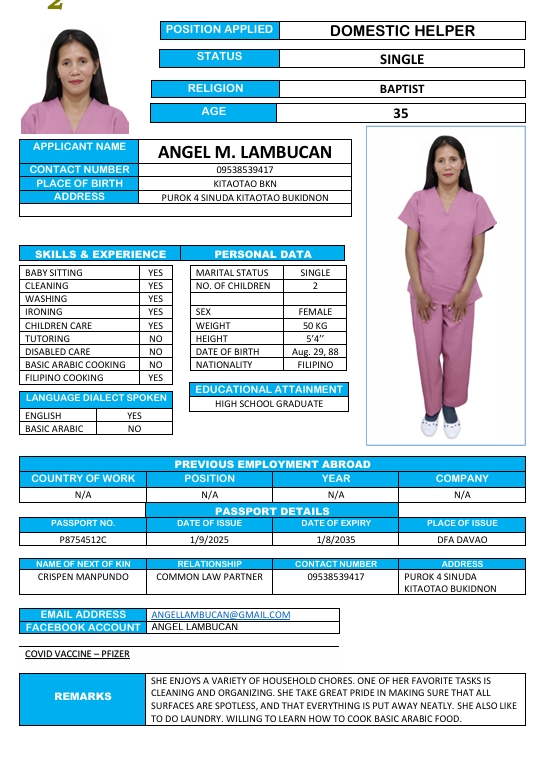 2
POSITION APPLIED DOMESTIC HELPER
STATUS SINGLE
RELIGION BAPTIST
AGE 35
APPLICANT NAME ANGEL M. LAMBUCAN
CONTACT NUMBER 09538539417
PLACE OF BIRTH KITAOTAO BKN
ADDRESS PUROK 4 SINUDA KITAOTAO BUKIDNON
SKILLS & EXPERIENCE PERSONAL DATA
BABY SITTING YES MARITAL STATUS SINGLE
CLEANING YES NO. OF CHILDREN 2
WASHING YES
IRONING YES SEX FEMALE
CHILDREN CARE YES WEIGHT 50 KG
TUTORING NO HEIGHT 5’4’’
DISABLED CARE NO DATE OF BIRTH Aug. 29, 88
BASIC ARABIC COOKING NO NATIONALITY FILIPINO
FILIPINO COOKING YES
EDUCATIONAL ATTAINMENT
LANGUAGE DIALECT SPOKEN HIGH SCHOOL GRADUATE
ENGLISH YES
BASIC ARABIC NO
PREVIOUS EMPLOYMENT ABROAD
COUNTRY OF WORK POSITION YEAR COMPANY
N/A N/A N/A N/A
PASSPORT DETAILS
PASSPORT NO. DATE OF ISSUE DATE OF EXPIRY PLACE OF ISSUE
P8754512C 1/9/2025 1/8/2035 DFA DAVAO
NAME OF NEXT OF KIN RELATIONSHIP CONTACT NUMBER ADDRESS
CRISPEN MANPUNDO COMMON LAW PARTNER 09538539417 PUROK 4 SINUDA
KITAOTAO BUKIDNON
EMAIL ADDRESS ANGELLAMBUCAN@GMAIL.COM
FACEBOOK ACCOUNT ANGEL LAMBUCAN
COVID VACCINE – PFIZER
REMARKS
SHE ENJOYS A VARIETY OF HOUSEHOLD CHORES. ONE OF HER FAVORITE TASKS IS
CLEANING AND ORGANIZING. SHE TAKE GREAT PRIDE IN MAKING SURE THAT ALL
SURFACES ARE SPOTLESS, AND THAT EVERYTHING IS PUT AWAY NEATLY. SHE ALSO LIKE
TO DO LAUNDRY. WILLING TO LEARN HOW TO COOK BASIC ARABIC FOOD.